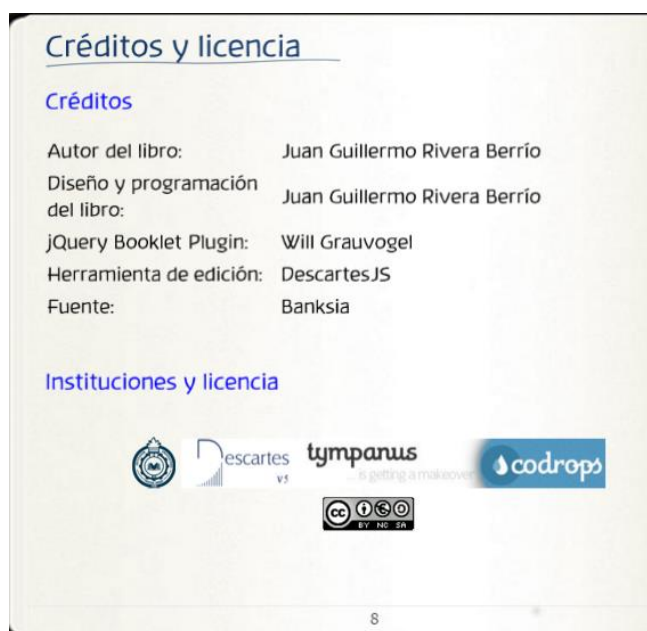 Créditos y licencia
Créditos
Autor del libro: Juan Guillermo Rivera Berrío
Diseño y programación
del libro: Juan Guillermo Rivera Berrío
jQuery Booklet Plugin: Will Grauvogel
Herramienta de edición: DescartesJS
Fuente: Banksia
Instituciones y licencia
Descartes
V5
tympanus
... is getting a makeover
codrops
cc
BY NC SA
8